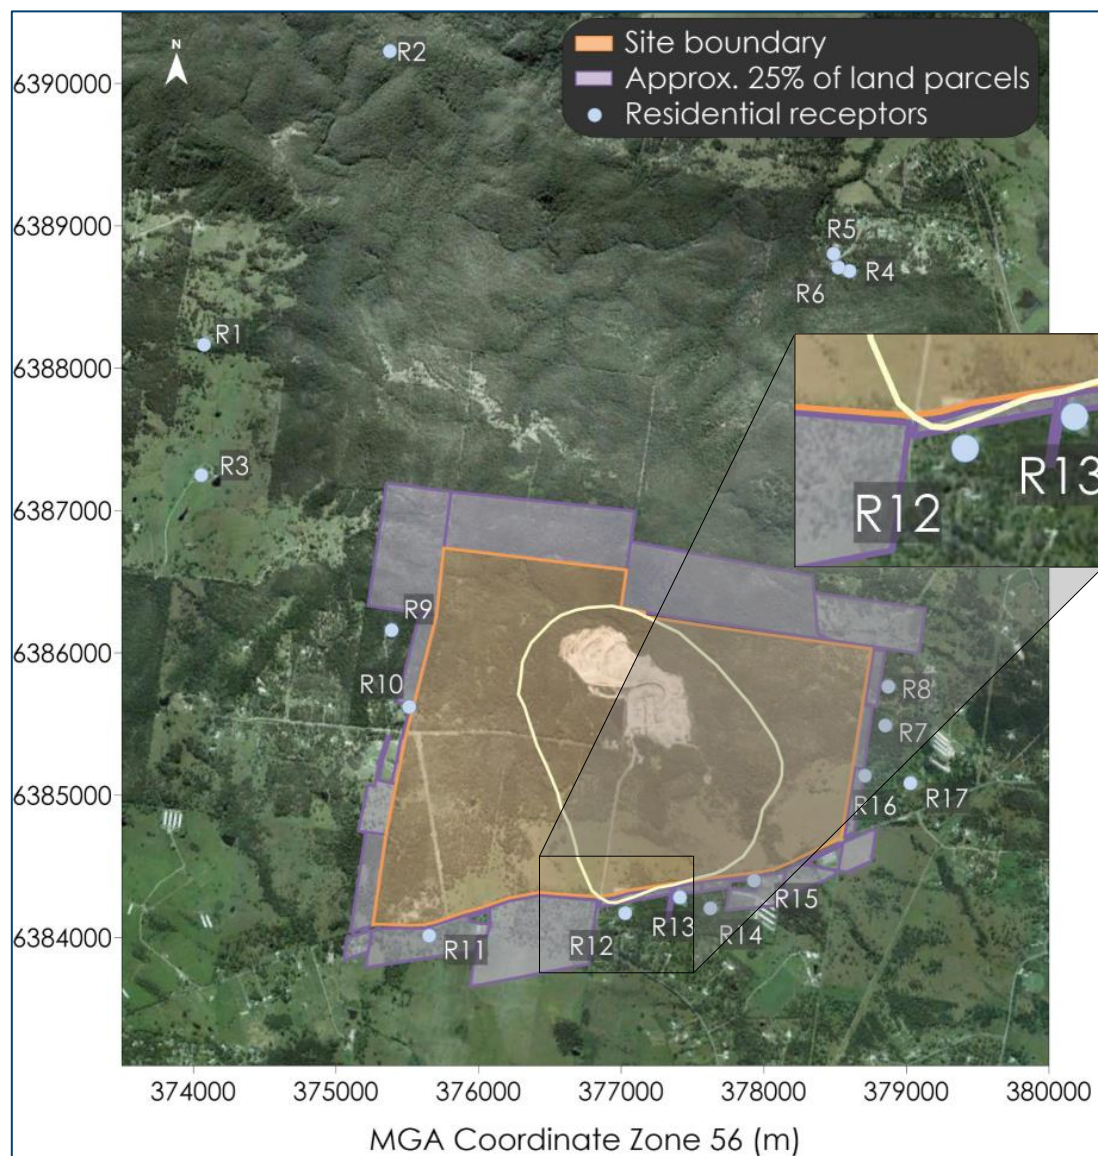 N
Site boundary
Approx. 25% of land parcels
Residential receptors
6390000
6389000
6388000
6387000
6386000
6385000
6384000
R2
R5
R4
R6
R1
R3
R12
R13
R9
R10
R8
R7
R16
R17
R15
R13
R14
R12
R11
374000 375000 376000 377000 378000 379000 380000
MGA Coordinate Zone 56 (m)